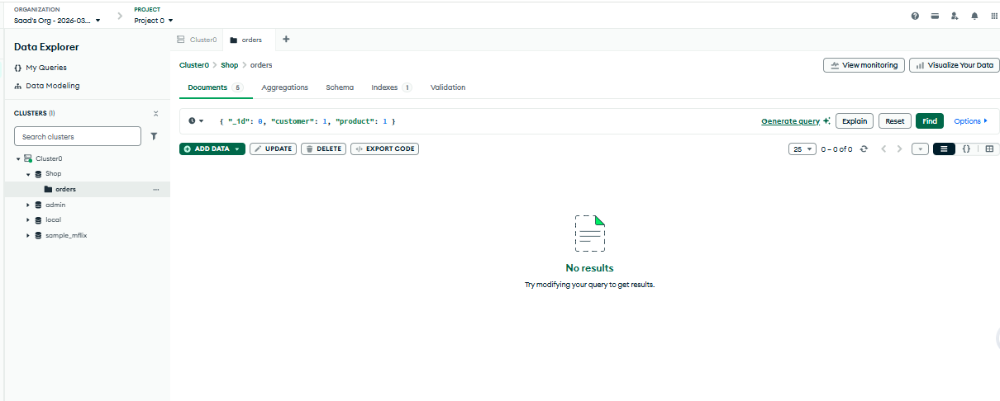 ORGANIZATION
Saad's Org - 2026-03...
PROJECT
Project 0
Data Explorer
My Queries
Data Modeling
CLUSTERS (1)
Search clusters
Cluster0
Shop
orders
admin
local
sample_mflix
Cluster0
orders
Cluster0 > Shop > orders
View monitoring
Visualize Your Data
Documents 5
Aggregations
Schema
Indexes 1
Validation
{ "_id": 0, "customer": 1, "product": 1 }
Generate query
Explain
Reset
Find
Options
ADD DATA
UPDATE
DELETE
EXPORT CODE
25
0 – 0 of 0
No results
Try modifying your query to get results.